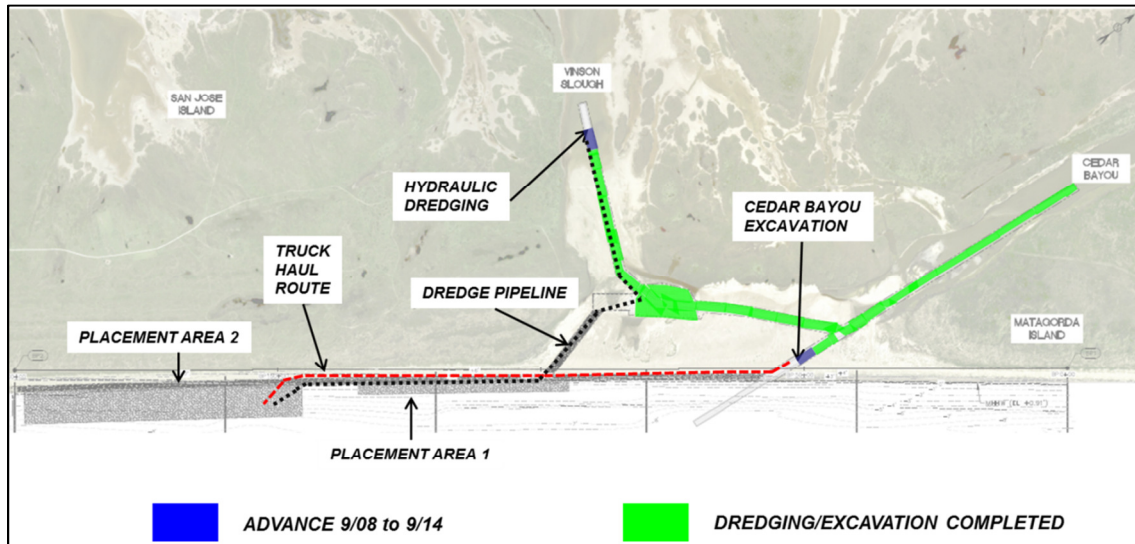 VINSON
SLOUGH
SAN JOSE
ISLAND
CEDAR
BAYOU
HYDRAULIC
DREDGING
CEDAR BAYOU
EXCAVATION
TRUCK
HAUL
ROUTE
DREDGE PIPELINE
MATAGORDA
ISLAND
PLACEMENT AREA 2
PLACEMENT AREA 1
ADVANCE 9/08 to 9/14
DREDGING/EXCAVATION COMPLETED